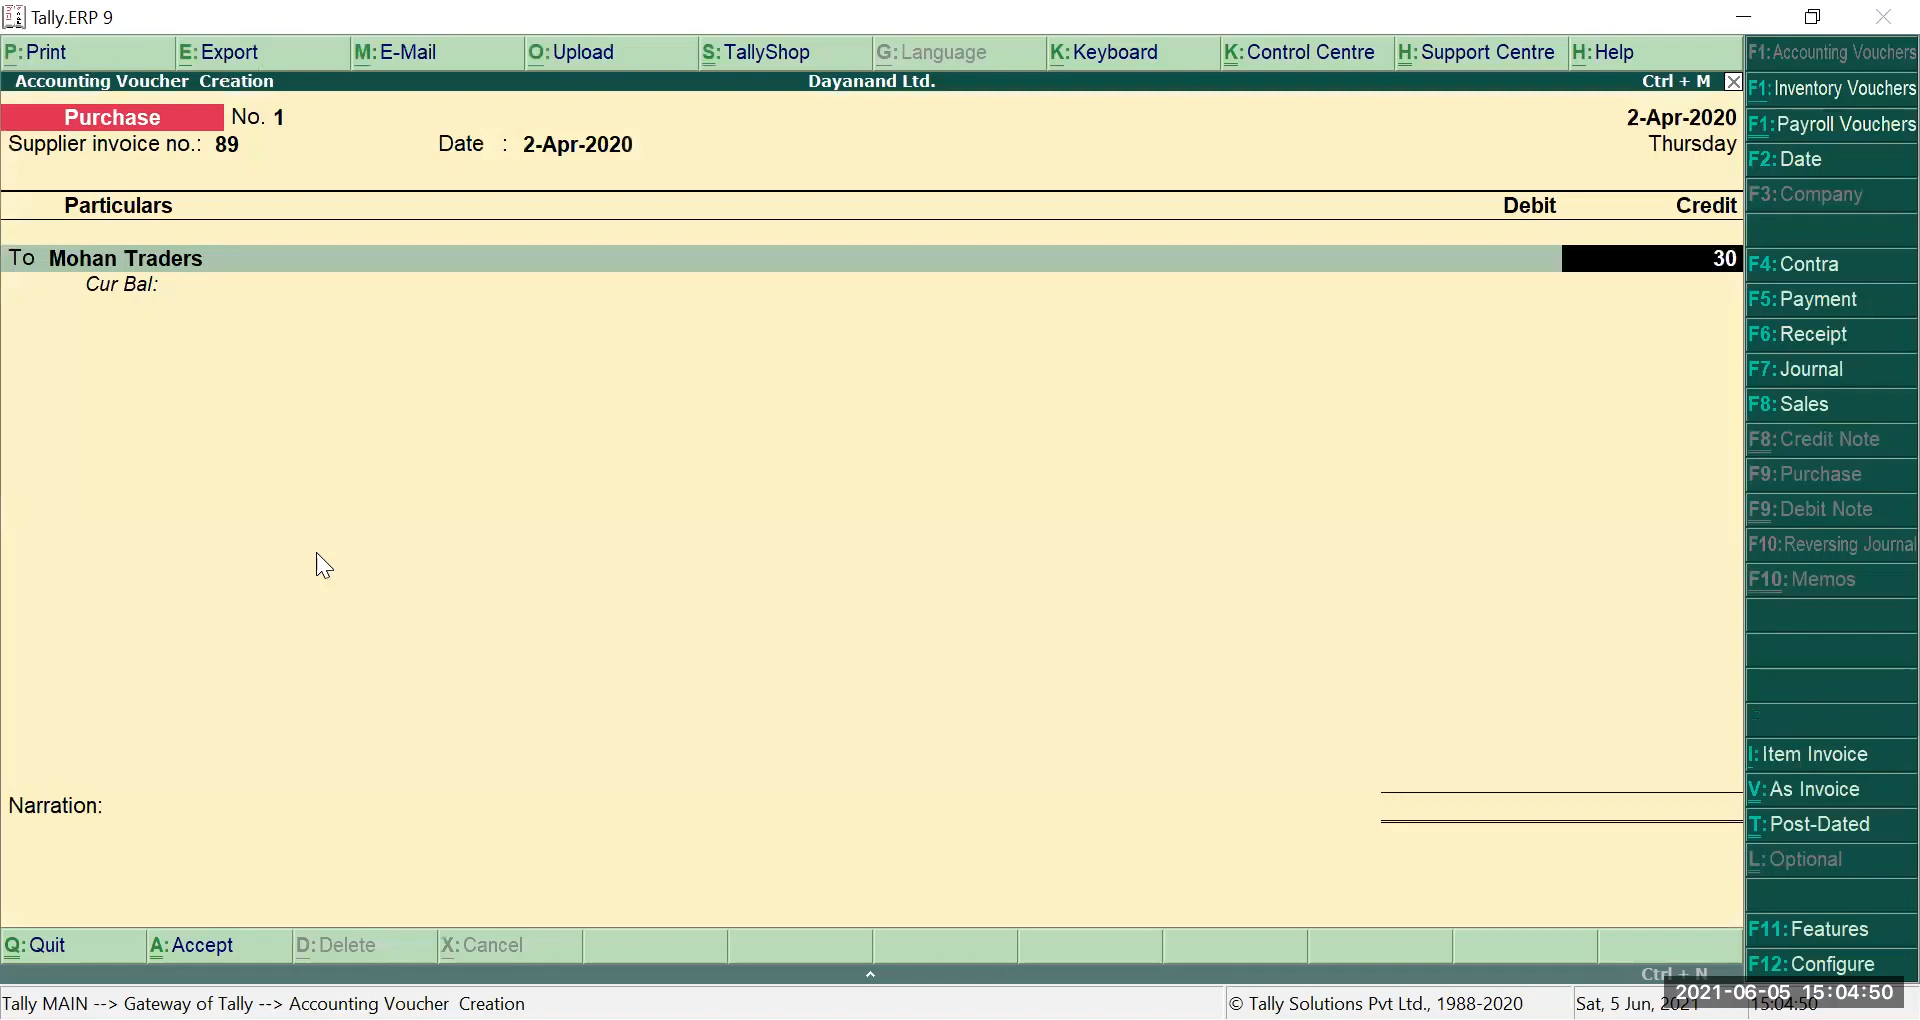 Tally.ERP 9
P: Print E: Export M: E-Mail O: Upload S: TallyShop G: Language K: Keyboard K: Control Centre H: Support Centre H: Help
Accounting Voucher Creation Dayanand Ltd. Ctrl + M
Purchase No. 1 2-Apr-2020
Supplier invoice no.: 89 Date : 2-Apr-2020 Thursday
Particulars Debit Credit
To Mohan Traders 30
Cur Bal:
Narration:
Q: Quit A: Accept D: Delete X: Cancel
Ctrl + N
F1: Accounting Vouchers
F1: Inventory Vouchers
F1: Payroll Vouchers
F2: Date
F3: Company
F4: Contra
F5: Payment
F6: Receipt
F7: Journal
F8: Sales
F8: Credit Note
F9: Purchase
F9: Debit Note
F10: Reversing Journal
F10: Memos
I: Item Invoice
V: As Invoice
T: Post-Dated
L: Optional
F11: Features
F12: Configure
Tally MAIN --> Gateway of Tally --> Accounting Voucher Creation © Tally Solutions Pvt Ltd., 1988-2020 Sat, 5 Jun, 2021 15:04:50
2021-06-05 15:04:50